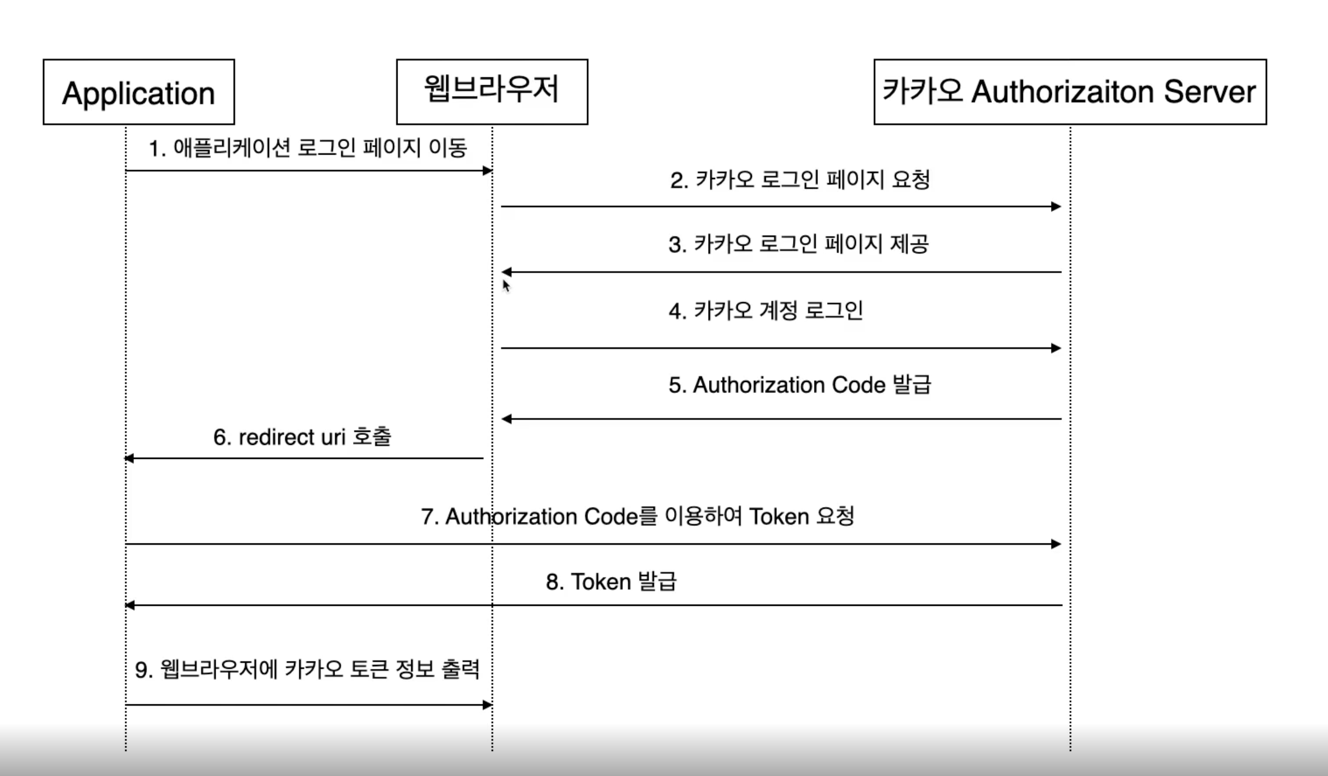 Application
웹브라우저
카카오 Authorizaiton Server
1. 애플리케이션 로그인 페이지 이동
2. 카카오 로그인 페이지 요청
3. 카카오 로그인 페이지 제공
4. 카카오 계정 로그인
5. Authorization Code 발급
6. redirect uri 호출
7. Authorization Code를 이용하여 Token 요청
8. Token 발급
9. 웹브라우저에 카카오 토큰 정보 출력